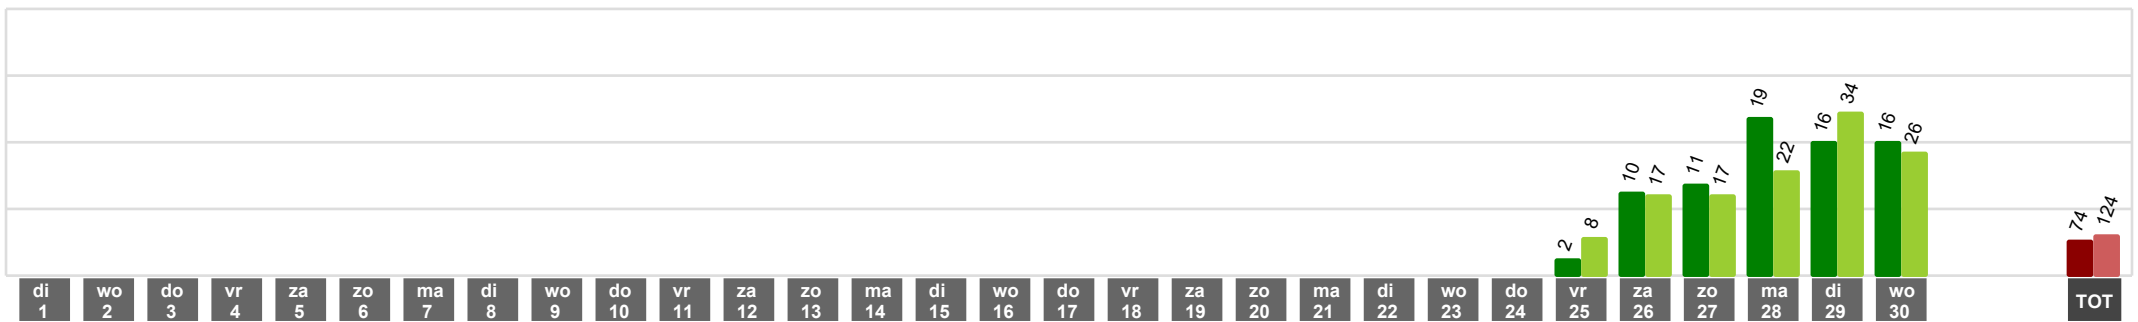 2 8 10 17 11 17 19 22 16 34 16 26 74 124
di wo do vr za zo ma di wo do vr za zo ma di wo do vr za zo ma di wo do vr za zo ma di wo TOT
1 2 3 4 5 6 7 8 9 10 11 12 13 14 15 16 17 18 19 20 21 22 23 24 25 26 27 28 29 30